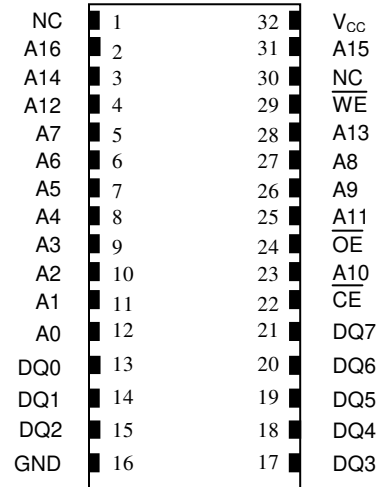 NC 1 32 VCC
A16 2 31 A15
A14 3 30 NC
A12 4 29 W̅E̅
A7 5 28 A13
A6 6 27 A8
A5 7 26 A9
A4 8 25 A11
A3 9 24 O̅E̅
A2 10 23 A10
A1 11 22 C̅E̅
A0 12 21 DQ7
DQ0 13 20 DQ6
DQ1 14 19 DQ5
DQ2 15 18 DQ4
GND 16 17 DQ3